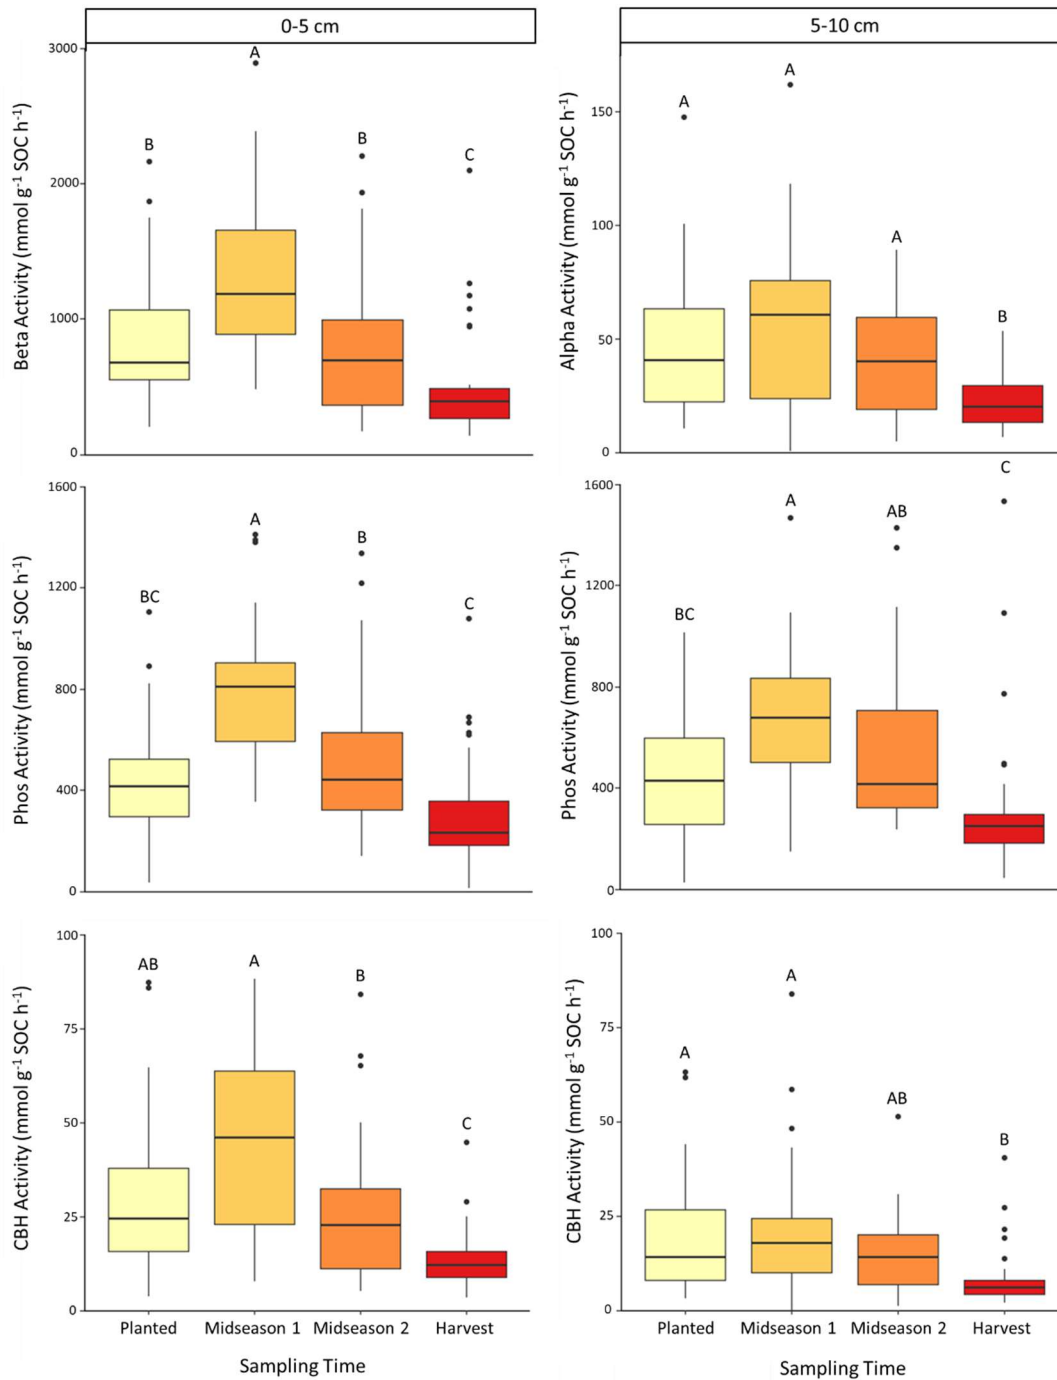 0-5 cm
5-10 cm
Beta Activity (mmol g⁻¹ SOC h⁻¹)
3000
2000
1000
0
B
A
B
C
Alpha Activity (mmol g⁻¹ SOC h⁻¹)
150
100
50
0
A
A
A
B
Phos Activity (mmol g⁻¹ SOC h⁻¹)
1600
1200
800
400
0
BC
A
B
C
Phos Activity (mmol g⁻¹ SOC h⁻¹)
1600
1200
800
400
0
BC
A
AB
C
CBH Activity (mmol g⁻¹ SOC h⁻¹)
100
75
50
25
0
AB
A
B
C
Planted Midseason 1 Midseason 2 Harvest
Sampling Time
CBH Activity (mmol g⁻¹ SOC h⁻¹)
100
75
50
25
0
A
A
AB
B
Planted Midseason 1 Midseason 2 Harvest
Sampling Time